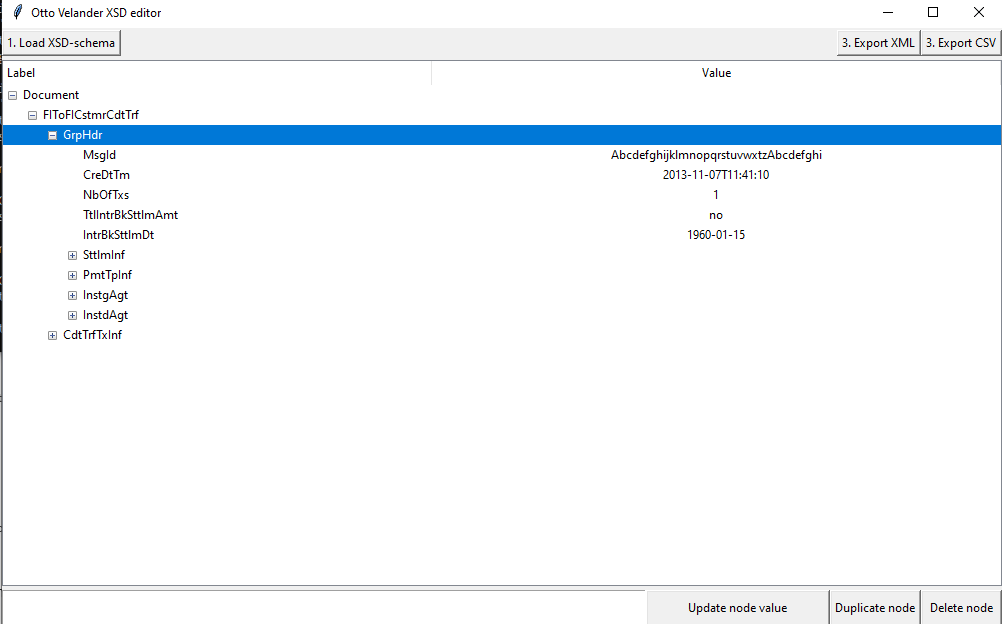 Otto Velander XSD editor
1. Load XSD-schema 3. Export XML 3. Export CSV
Label Value
Document
FIToFICstmrCdtTrf
GrpHdr
MsgId AbcdefghijklmnopqrstuvwxtzAbcdefghi
CreDtTm 2013-11-07T11:41:10
NbOfTxs 1
TtlIntrBkSttlmAmt no
IntrBkSttlmDt 1960-01-15
SttlmInf
PmtTpInf
InstgAgt
InstdAgt
CdtTrfTxInf
Update node value Duplicate node Delete node